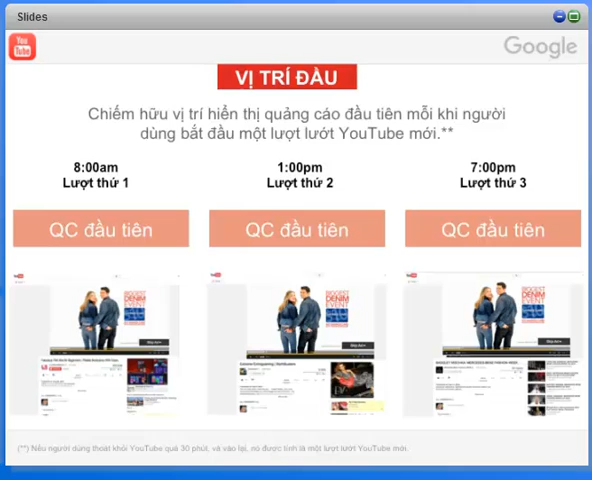 Slides
You
Tube
Google
VỊ TRÍ ĐẦU
Chiếm hữu vị trí hiển thị quảng cáo đầu tiên mỗi khi người
dùng bắt đầu một lượt lướt YouTube mới.**
8:00am
Lượt thứ 1
1:00pm
Lượt thứ 2
7:00pm
Lượt thứ 3
QC đầu tiên
QC đầu tiên
QC đầu tiên
BIGGEST
DENIM
EVENT
BIGGEST
DENIM
EVENT
BIGGEST
DENIM
EVENT
(**) Nếu người dùng thoát khỏi YouTube quá 30 phút, và vào lại, nó được tính là một lượt lướt YouTube mới.